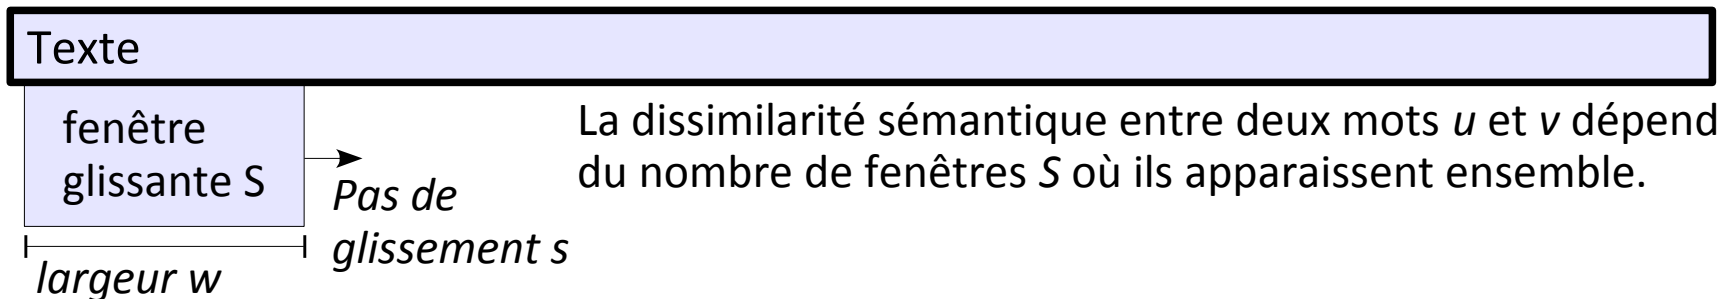 Texte
fenêtre
glissante S
Pas de
glissement s
largeur w
La dissimilarité sémantique entre deux mots u et v dépend
du nombre de fenêtres S où ils apparaissent ensemble.